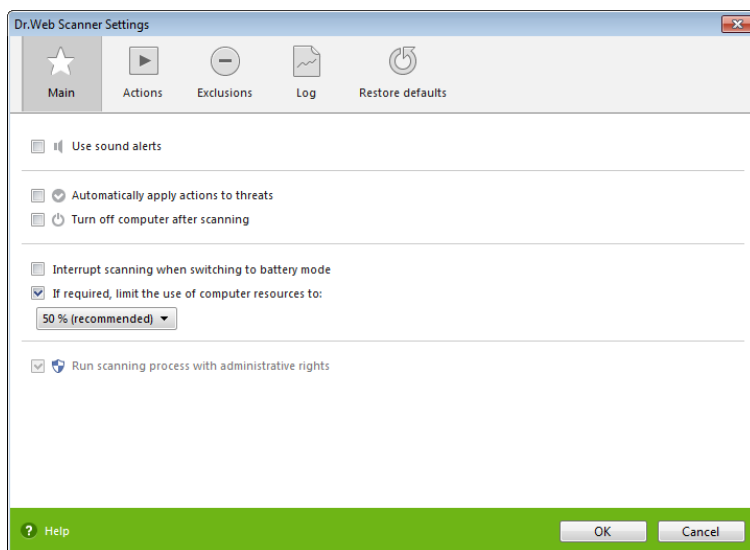 Dr.Web Scanner Settings
Main
Actions
Exclusions
Log
Restore defaults
Use sound alerts
Automatically apply actions to threats
Turn off computer after scanning
Interrupt scanning when switching to battery mode
If required, limit the use of computer resources to:
50 % (recommended)
Run scanning process with administrative rights
? Help
OK
Cancel